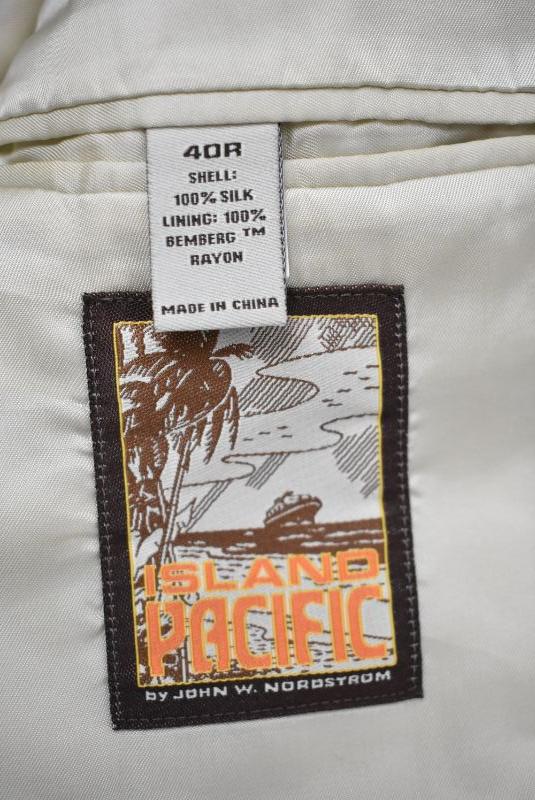 40R
SHELL:
100% SILK
LINING: 100%
BEMBERG ™
RAYON
MADE IN CHINA
ISLAND
PACIFIC
by JOHN W. NORDSTROM